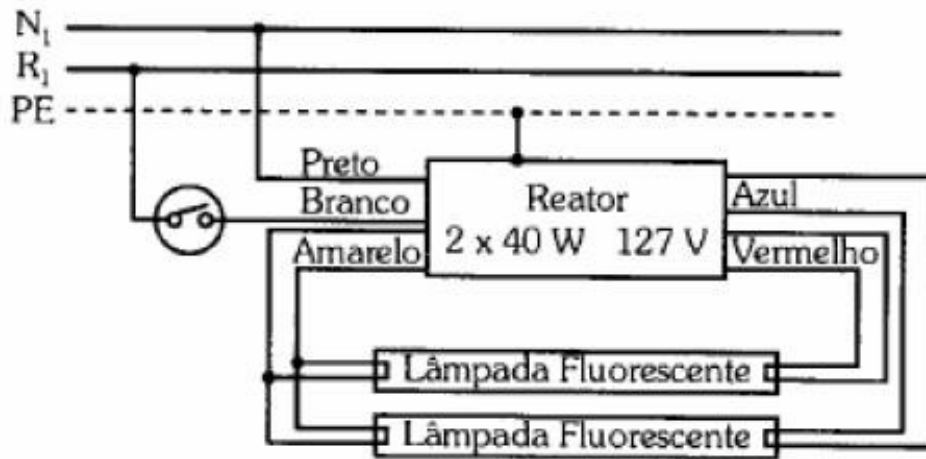 N₁
R₁
PE
Preto
Branco
Amarelo
Reator
2 x 40 W 127 V
Azul
Vermelho
Lâmpada Fluorescente
Lâmpada Fluorescente